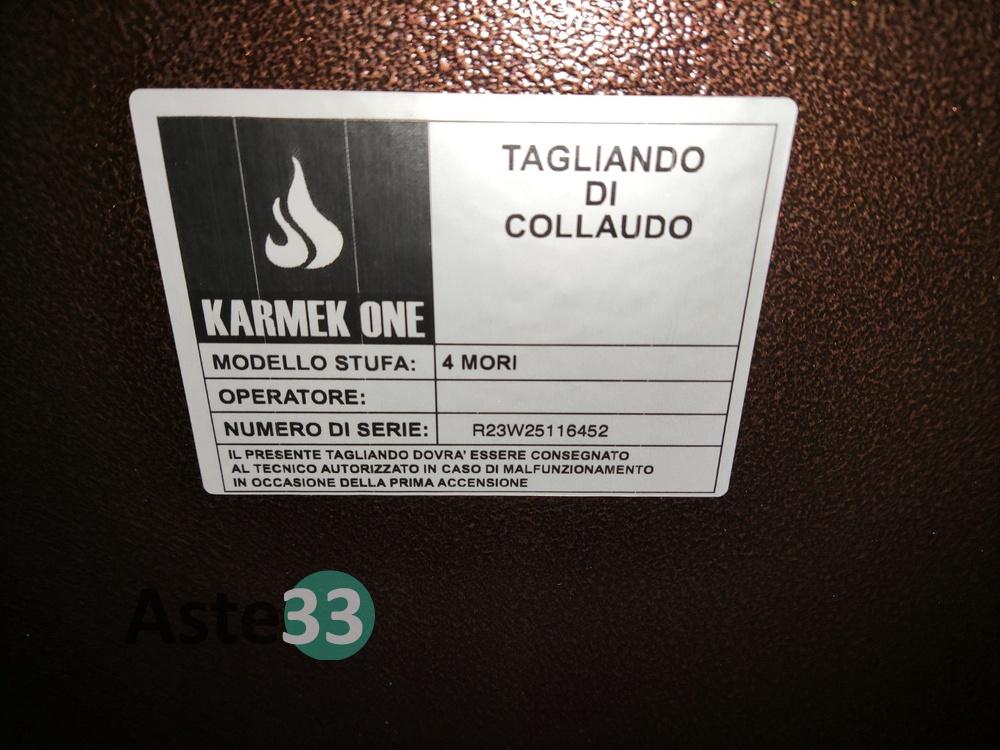 TAGLIANDO
DI
COLLAUDO
KARMEK ONE
MODELLO STUFA: 4 MORI
OPERATORE:
NUMERO DI SERIE: R23W25116452
IL PRESENTE TAGLIANDO DOVRA' ESSERE CONSEGNATO
AL TECNICO AUTORIZZATO IN CASO DI MALFUNZIONAMENTO
IN OCCASIONE DELLA PRIMA ACCENSIONE
Aste33